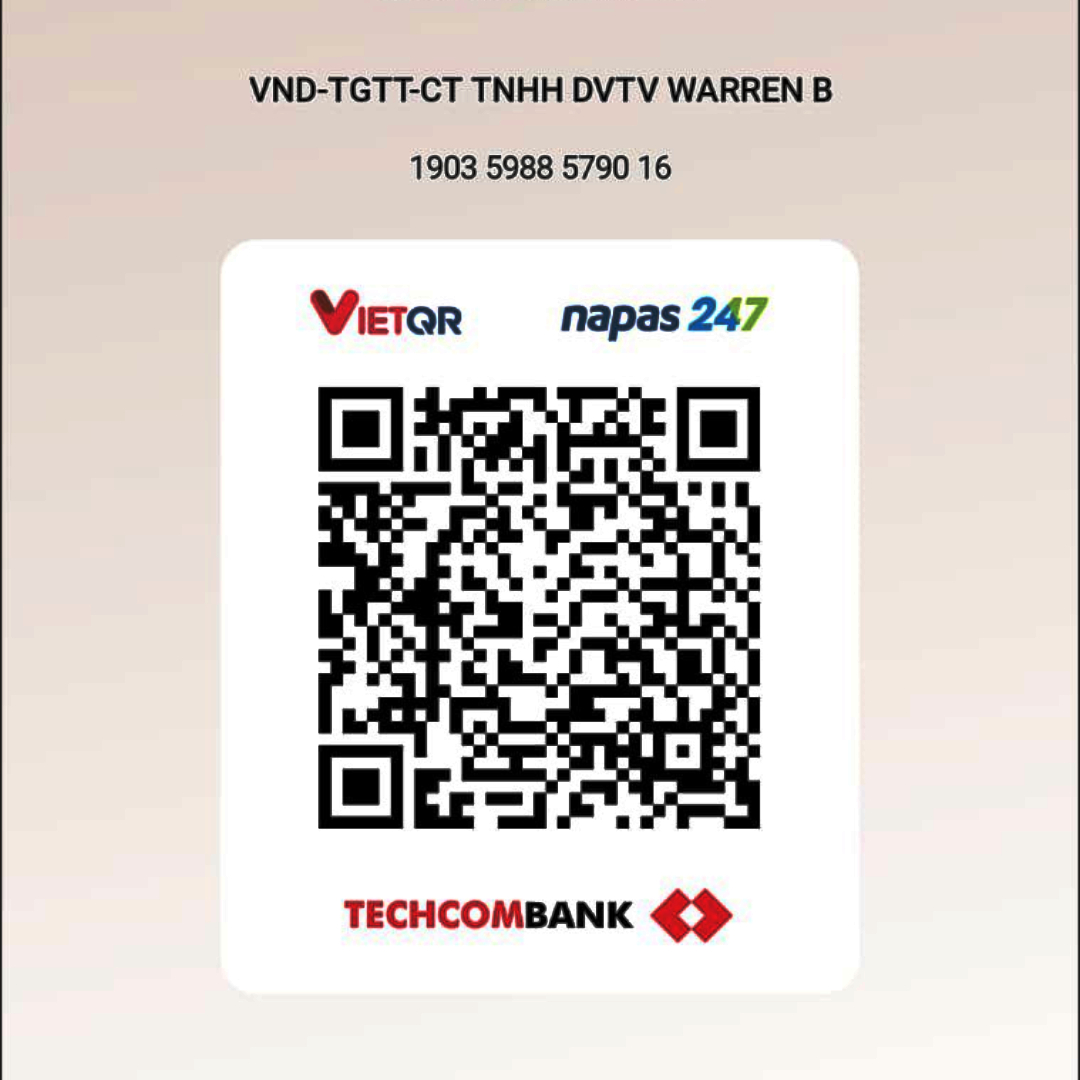 VND-TGTT-CT TNHH DVTV WARREN B
1903 5988 5790 16
VIETQR
napas 247
TECHCOMBANK